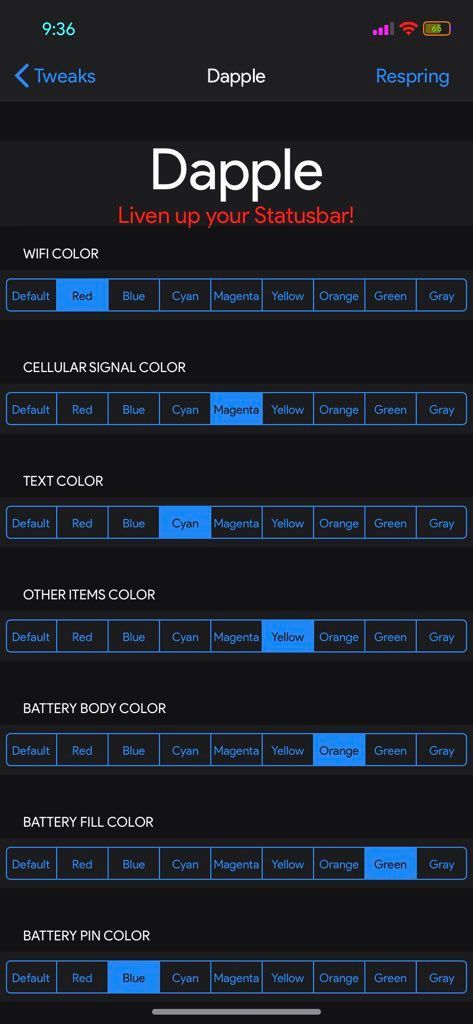 9:36 65
Tweaks Dapple Respring
Dapple
Liven up your Statusbar!
WIFI COLOR
Default Red Blue Cyan Magenta Yellow Orange Green Gray
CELLULAR SIGNAL COLOR
Default Red Blue Cyan Magenta Yellow Orange Green Gray
TEXT COLOR
Default Red Blue Cyan Magenta Yellow Orange Green Gray
OTHER ITEMS COLOR
Default Red Blue Cyan Magenta Yellow Orange Green Gray
BATTERY BODY COLOR
Default Red Blue Cyan Magenta Yellow Orange Green Gray
BATTERY FILL COLOR
Default Red Blue Cyan Magenta Yellow Orange Green Gray
BATTERY PIN COLOR
Default Red Blue Cyan Magenta Yellow Orange Green Gray